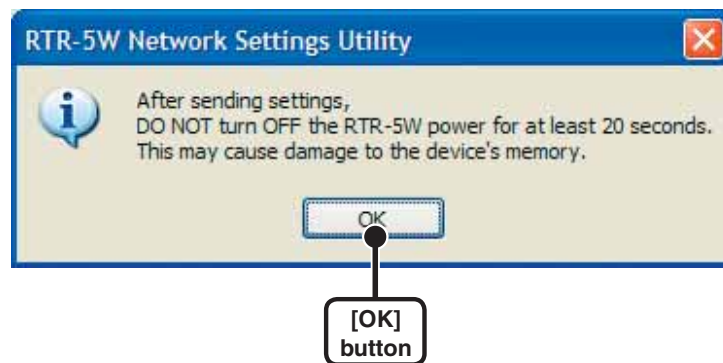 RTR-5W Network Settings Utility
After sending settings,
DO NOT turn OFF the RTR-5W power for at least 20 seconds.
This may cause damage to the device's memory.
OK
[OK]
button